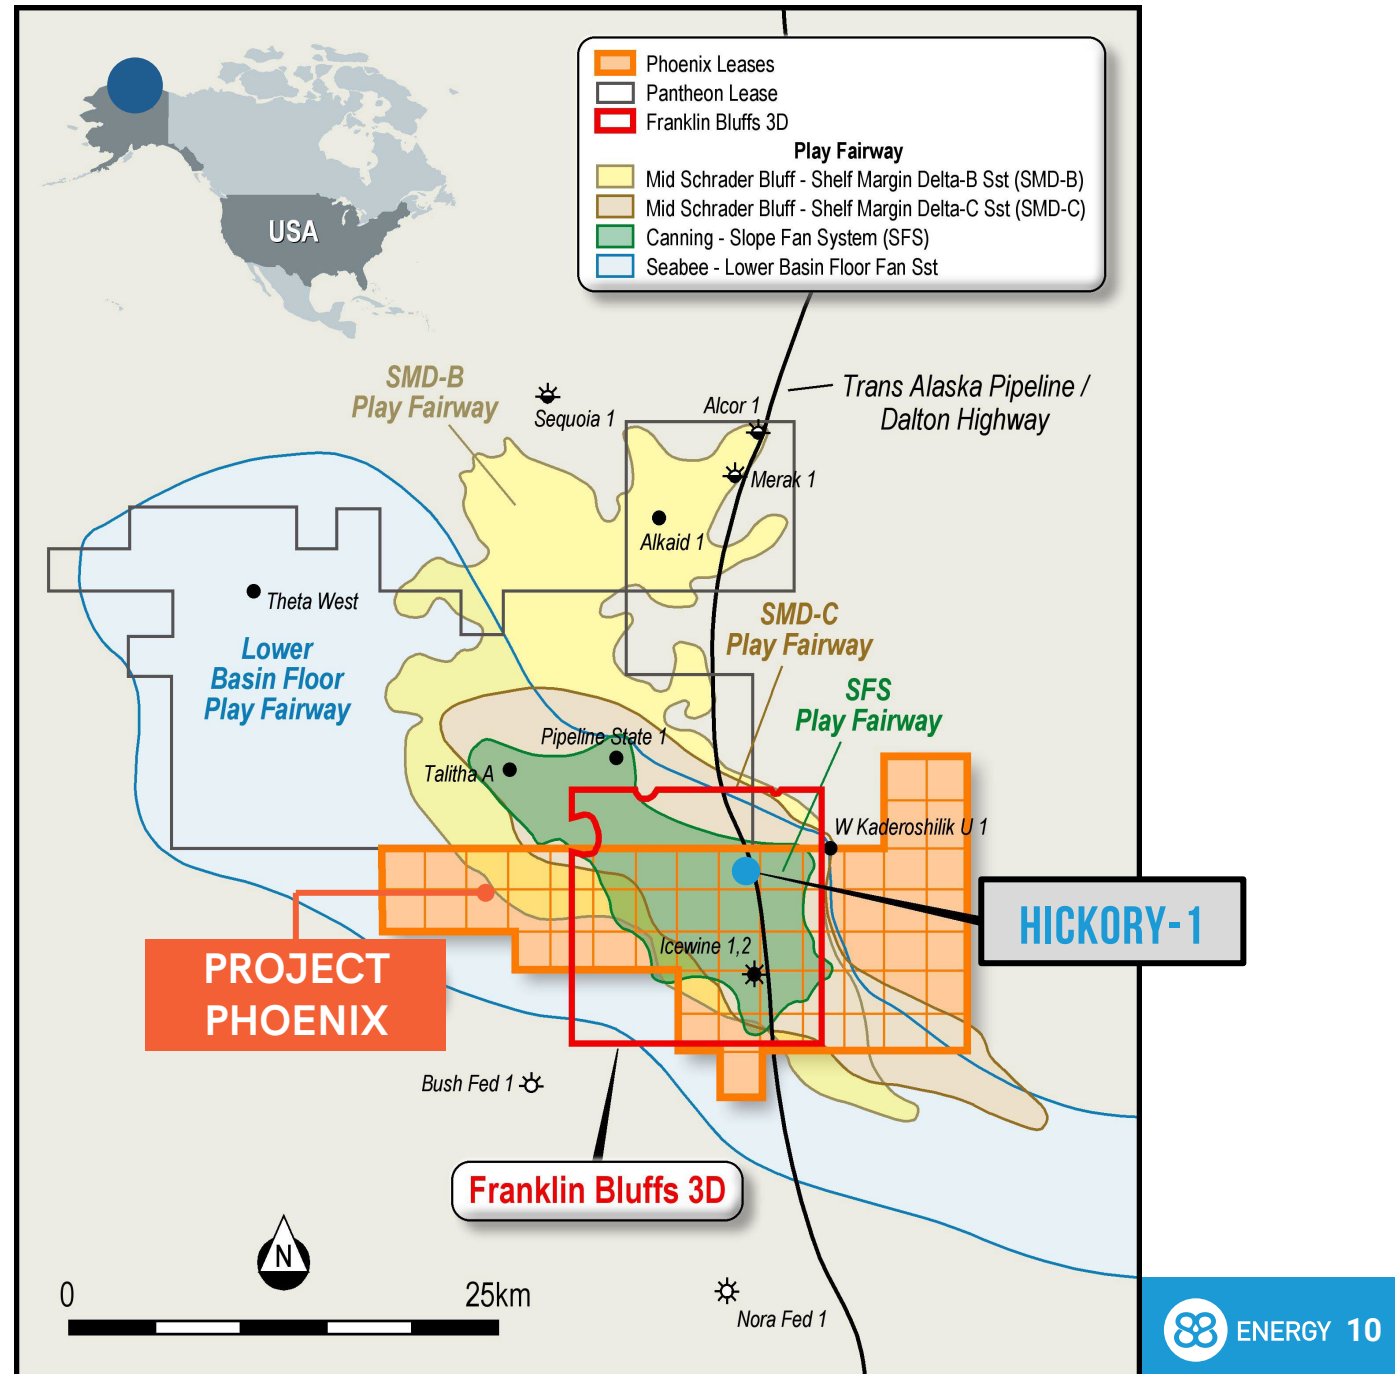 Phoenix Leases
Pantheon Lease
Franklin Bluffs 3D
Play Fairway
Mid Schrader Bluff - Shelf Margin Delta-B Sst (SMD-B)
Mid Schrader Bluff - Shelf Margin Delta-C Sst (SMD-C)
Canning - Slope Fan System (SFS)
Seabee - Lower Basin Floor Fan Sst
USA
SMD-B
Play Fairway
Sequoia 1
Alcor 1
Trans Alaska Pipeline /
Dalton Highway
Merak 1
Alkaid 1
Theta West
Lower
Basin Floor
Play Fairway
SMD-C
Play Fairway
SFS
Play Fairway
Pipeline State 1
Talitha A
W Kaderoshilik U 1
HICKORY-1
Icewine 1,2
PROJECT
PHOENIX
Bush Fed 1
Franklin Bluffs 3D
N
0
25km
Nora Fed 1
88 ENERGY 10